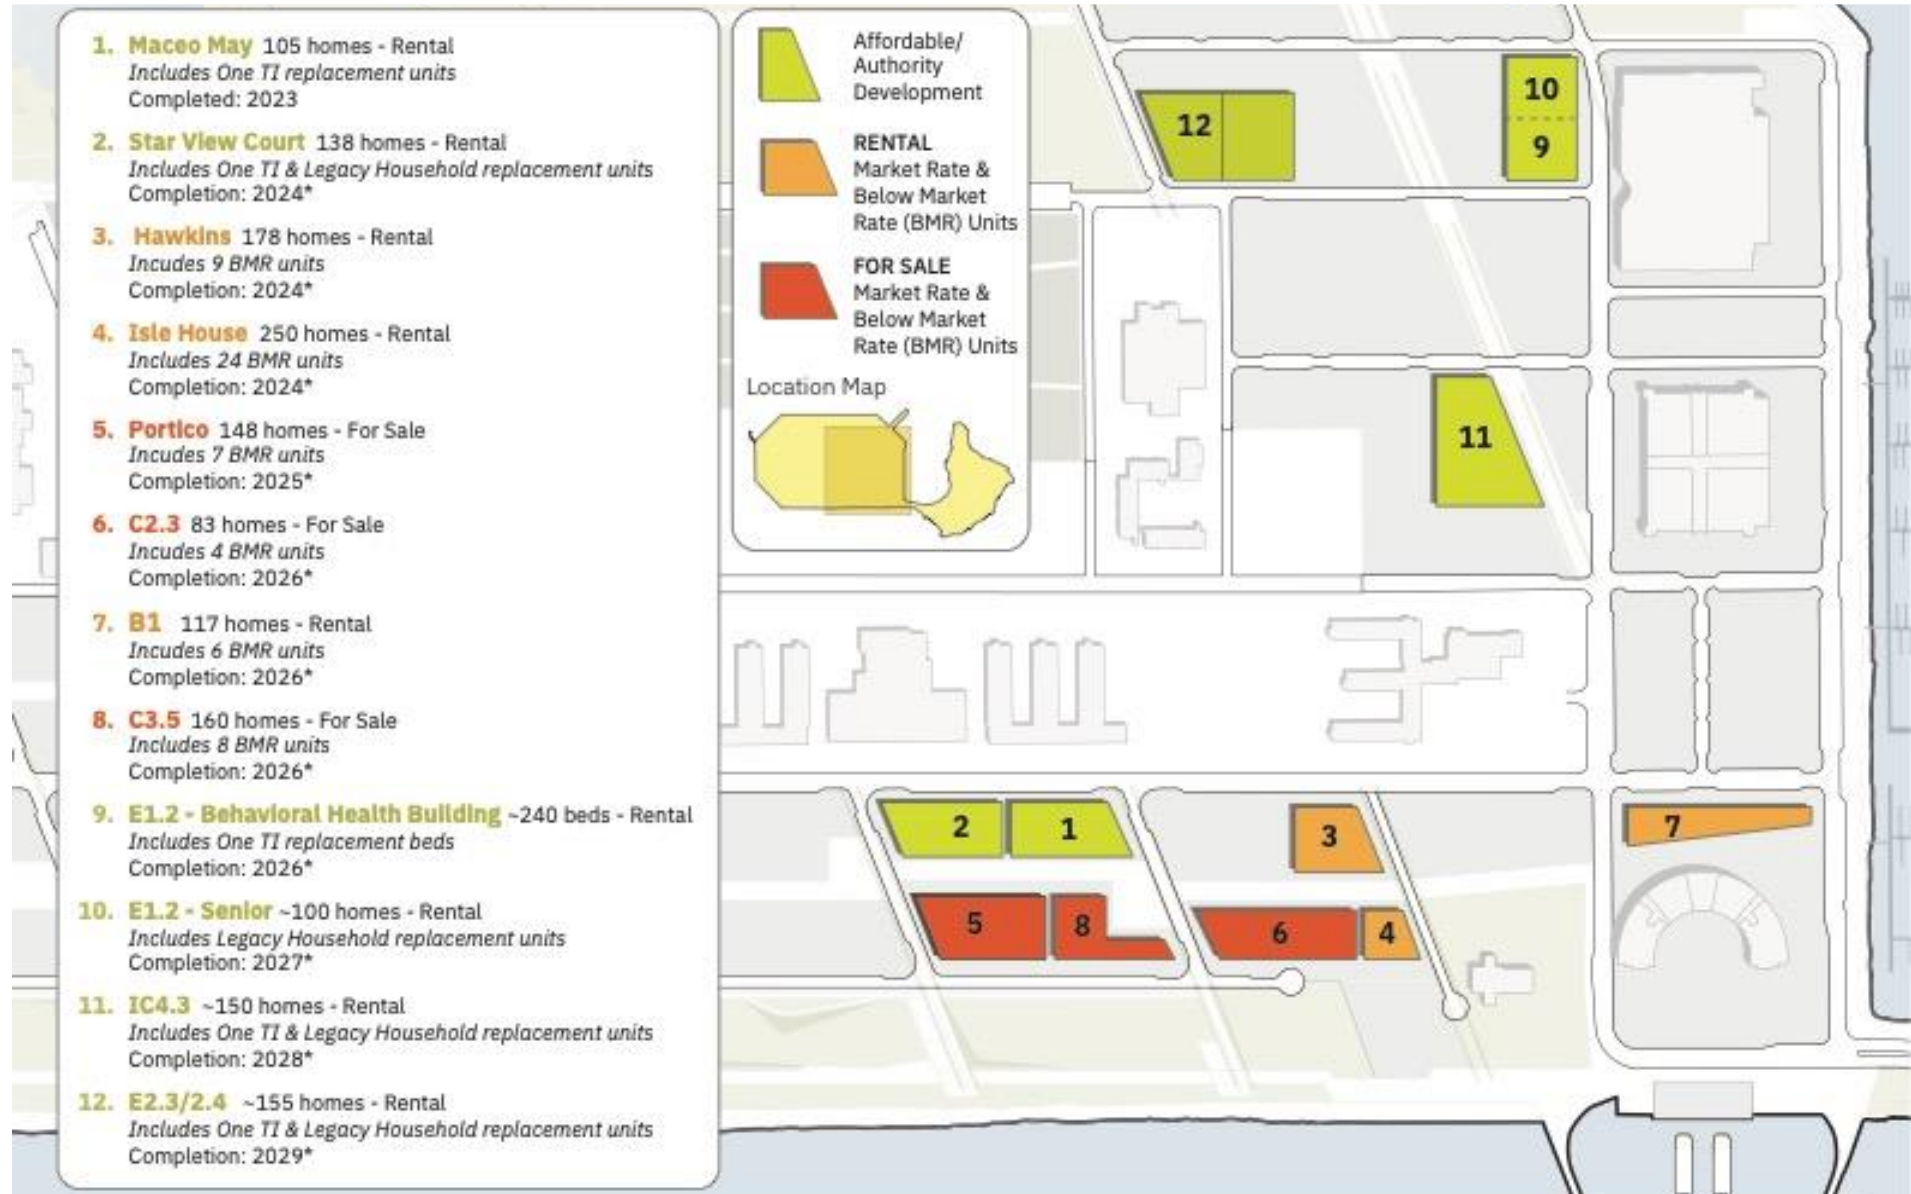 1. Maceo May 105 homes - Rental
Includes One TI replacement units
Completed: 2023
2. Star View Court 138 homes - Rental
Includes One TI & Legacy Household replacement units
Completion: 2024*
3. Hawkins 178 homes - Rental
Incudes 9 BMR units
Completion: 2024*
4. Isle House 250 homes - Rental
Includes 24 BMR units
Completion: 2024*
5. Portico 148 homes - For Sale
Incudes 7 BMR units
Completion: 2025*
6. C2.3 83 homes - For Sale
Incudes 4 BMR units
Completion: 2026*
7. B1 117 homes - Rental
Incudes 6 BMR units
Completion: 2026*
8. C3.5 160 homes - For Sale
Includes 8 BMR units
Completion: 2026*
9. E1.2 - Behavioral Health Building ~240 beds - Rental
Includes One TI replacement beds
Completion: 2026*
10. E1.2 - Senior ~100 homes - Rental
Includes Legacy Household replacement units
Completion: 2027*
11. IC4.3 ~150 homes - Rental
Includes One TI & Legacy Household replacement units
Completion: 2028*
12. E2.3/2.4 ~155 homes - Rental
Includes One TI & Legacy Household replacement units
Completion: 2029*
Affordable/
Authority
Development
RENTAL
Market Rate &
Below Market
Rate (BMR) Units
FOR SALE
Market Rate &
Below Market
Rate (BMR) Units
Location Map
10
12
9
11
2
1
3
7
5
8
6
4